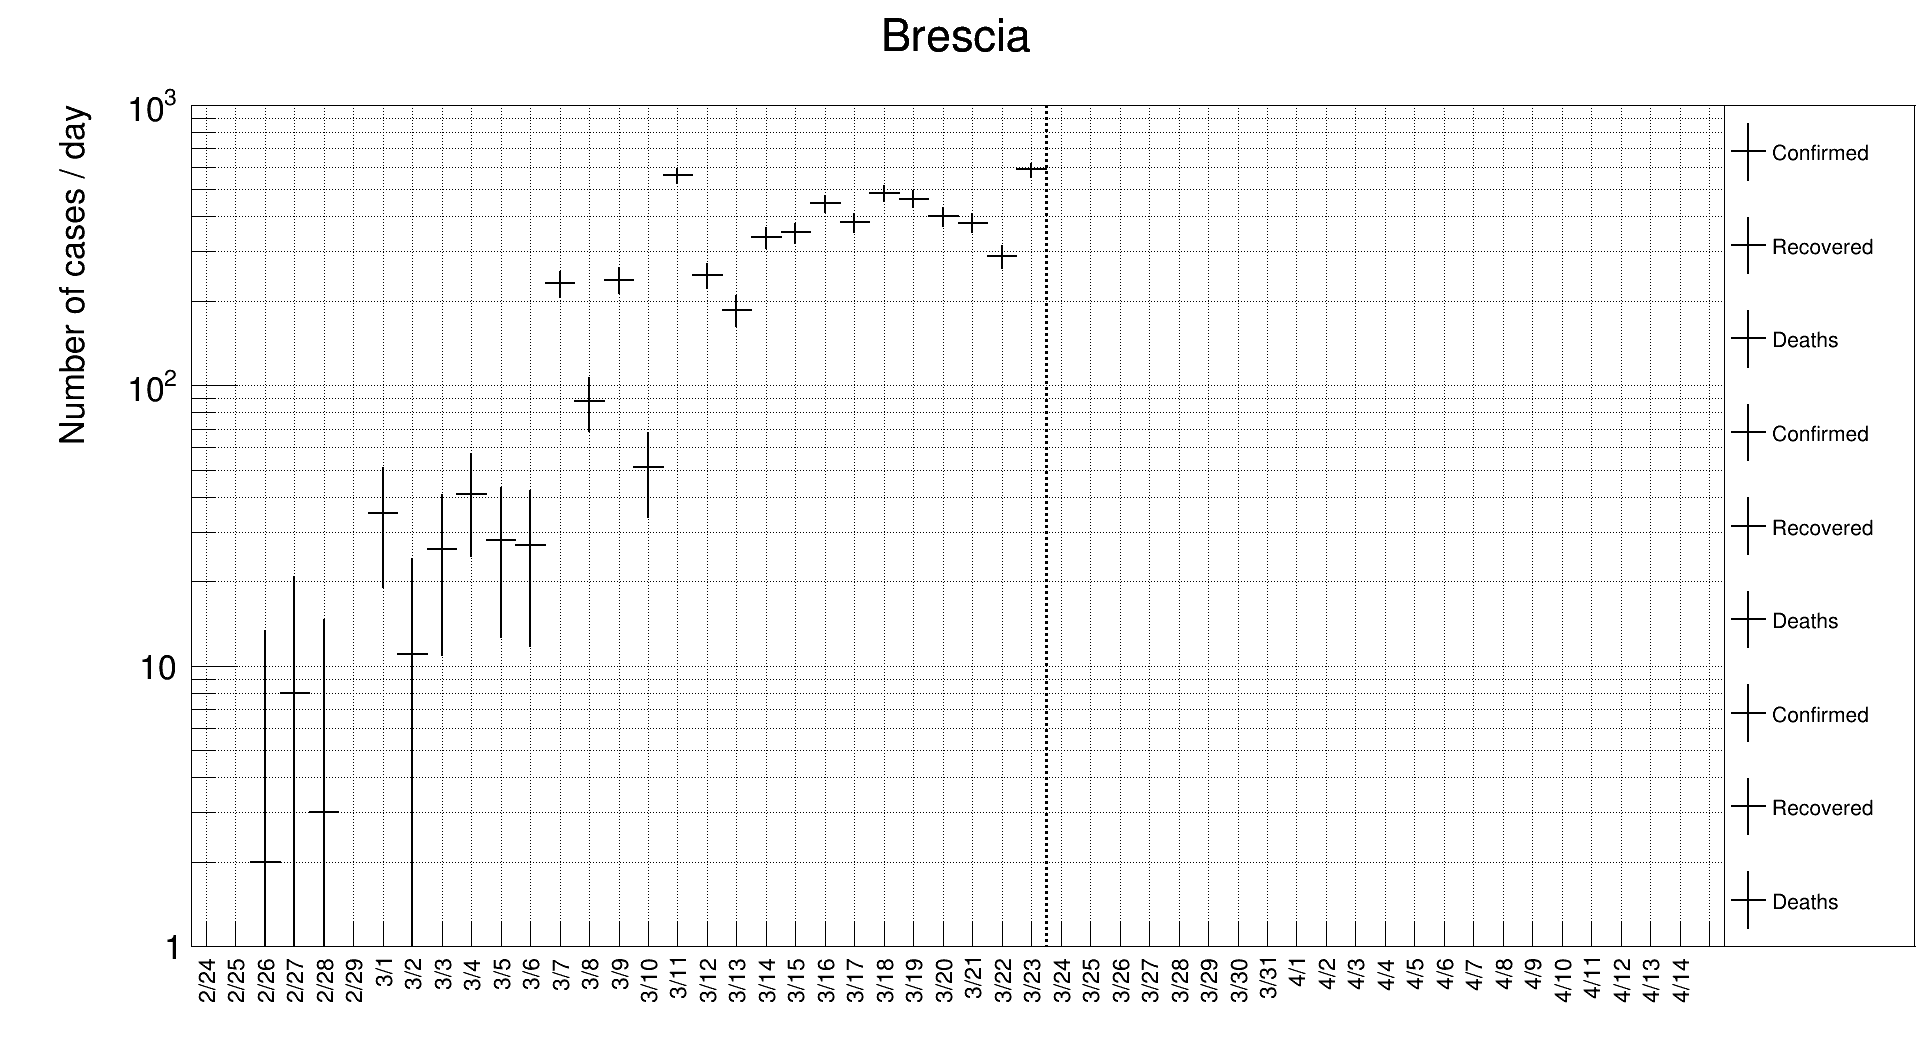 Brescia
Number of cases / day
10³
10²
10
1
2/24 2/25 2/26 2/27 2/28 2/29 3/1 3/2 3/3 3/4 3/5 3/6 3/7 3/8 3/9 3/10 3/11 3/12 3/13 3/14 3/15 3/16 3/17 3/18 3/19 3/20 3/21 3/22 3/23 3/24 3/25 3/26 3/27 3/28 3/29 3/30 3/31 4/1 4/2 4/3 4/4 4/5 4/6 4/7 4/8 4/9 4/10 4/11 4/12 4/13 4/14
Confirmed
Recovered
Deaths
Confirmed
Recovered
Deaths
Confirmed
Recovered
Deaths